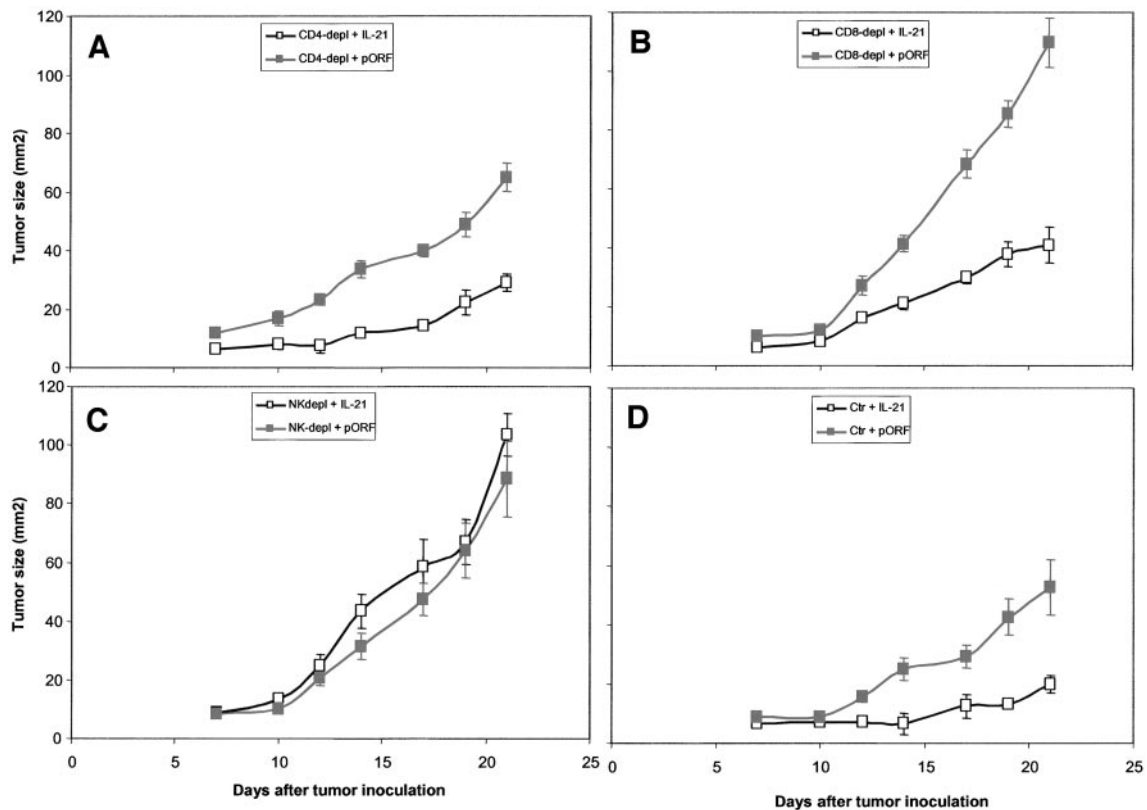 A
CD4-depl + IL-21
CD4-depl + pORF
B
CD8-depl + IL-21
CD8-depl + pORF
Tumor size (mm2)
120
100
80
60
40
20
0
C
NKdepl + IL-21
NK-depl + pORF
D
Ctr + IL-21
Ctr + pORF
Tumor size (mm2)
120
100
80
60
40
20
0
0 5 10 15 20 25
0 5 10 15 20 25
Days after tumor inoculation
Days after tumor inoculation